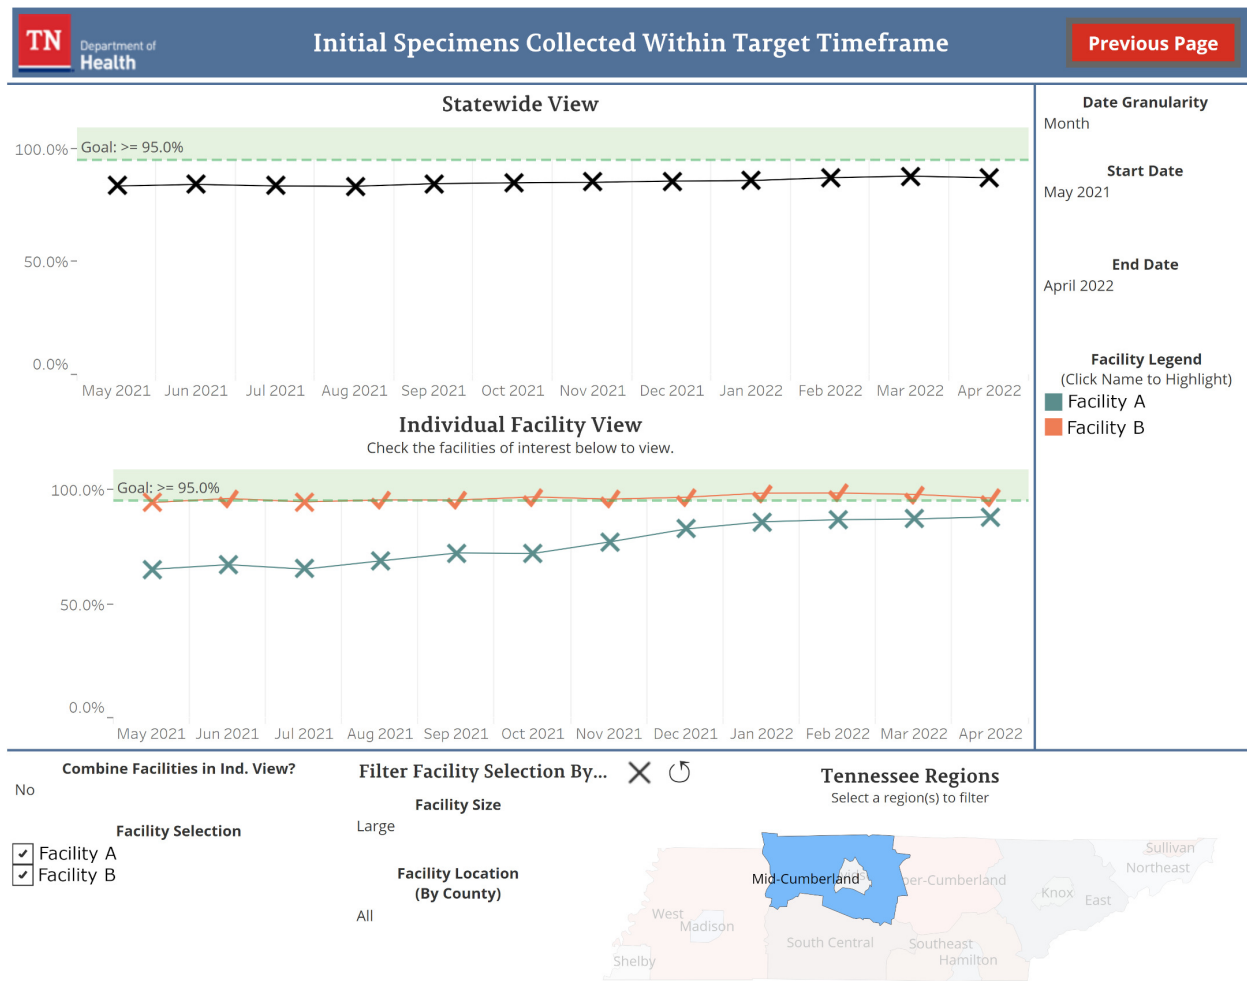 TN
Department of
Health
Initial Specimens Collected Within Target Timeframe
Previous Page
Statewide View
100.0%
Goal: >= 95.0%
50.0%
0.0%
May 2021 Jun 2021 Jul 2021 Aug 2021 Sep 2021 Oct 2021 Nov 2021 Dec 2021 Jan 2022 Feb 2022 Mar 2022 Apr 2022
Individual Facility View
Check the facilities of interest below to view.
100.0%
Goal: >= 95.0%
50.0%
0.0%
May 2021 Jun 2021 Jul 2021 Aug 2021 Sep 2021 Oct 2021 Nov 2021 Dec 2021 Jan 2022 Feb 2022 Mar 2022 Apr 2022
Date Granularity
Month
Start Date
May 2021
End Date
April 2022
Facility Legend
(Click Name to Highlight)
Facility A
Facility B
Combine Facilities in Ind. View?
No
Facility Selection
Facility A
Facility B
Filter Facility Selection By...
Facility Size
Large
Facility Location
(By County)
All
Tennessee Regions
Select a region(s) to filter
Sullivan
Northeast
Mid-Cumberland
per-Cumberland
Knox
East
West
Madison
South Central
Southeast
Hamilton
Shelby